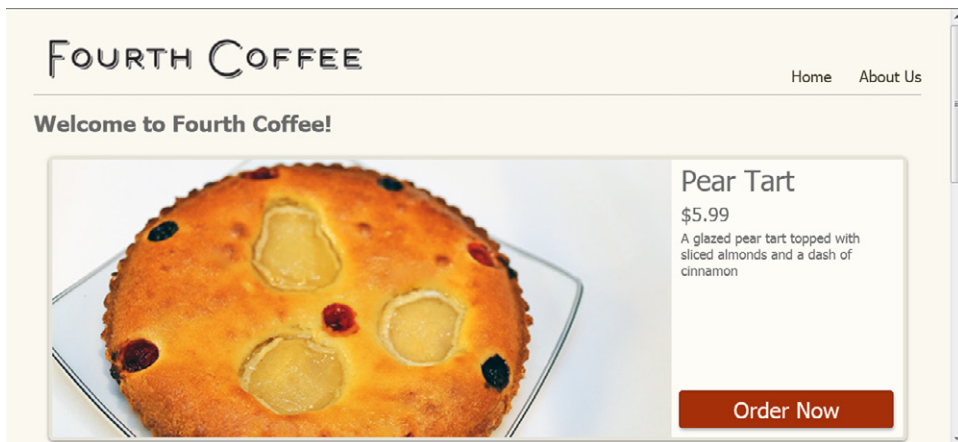 Fourth Coffee
Home About Us
Welcome to Fourth Coffee!
Pear Tart
$5.99
A glazed pear tart topped with
sliced almonds and a dash of
cinnamon
Order Now